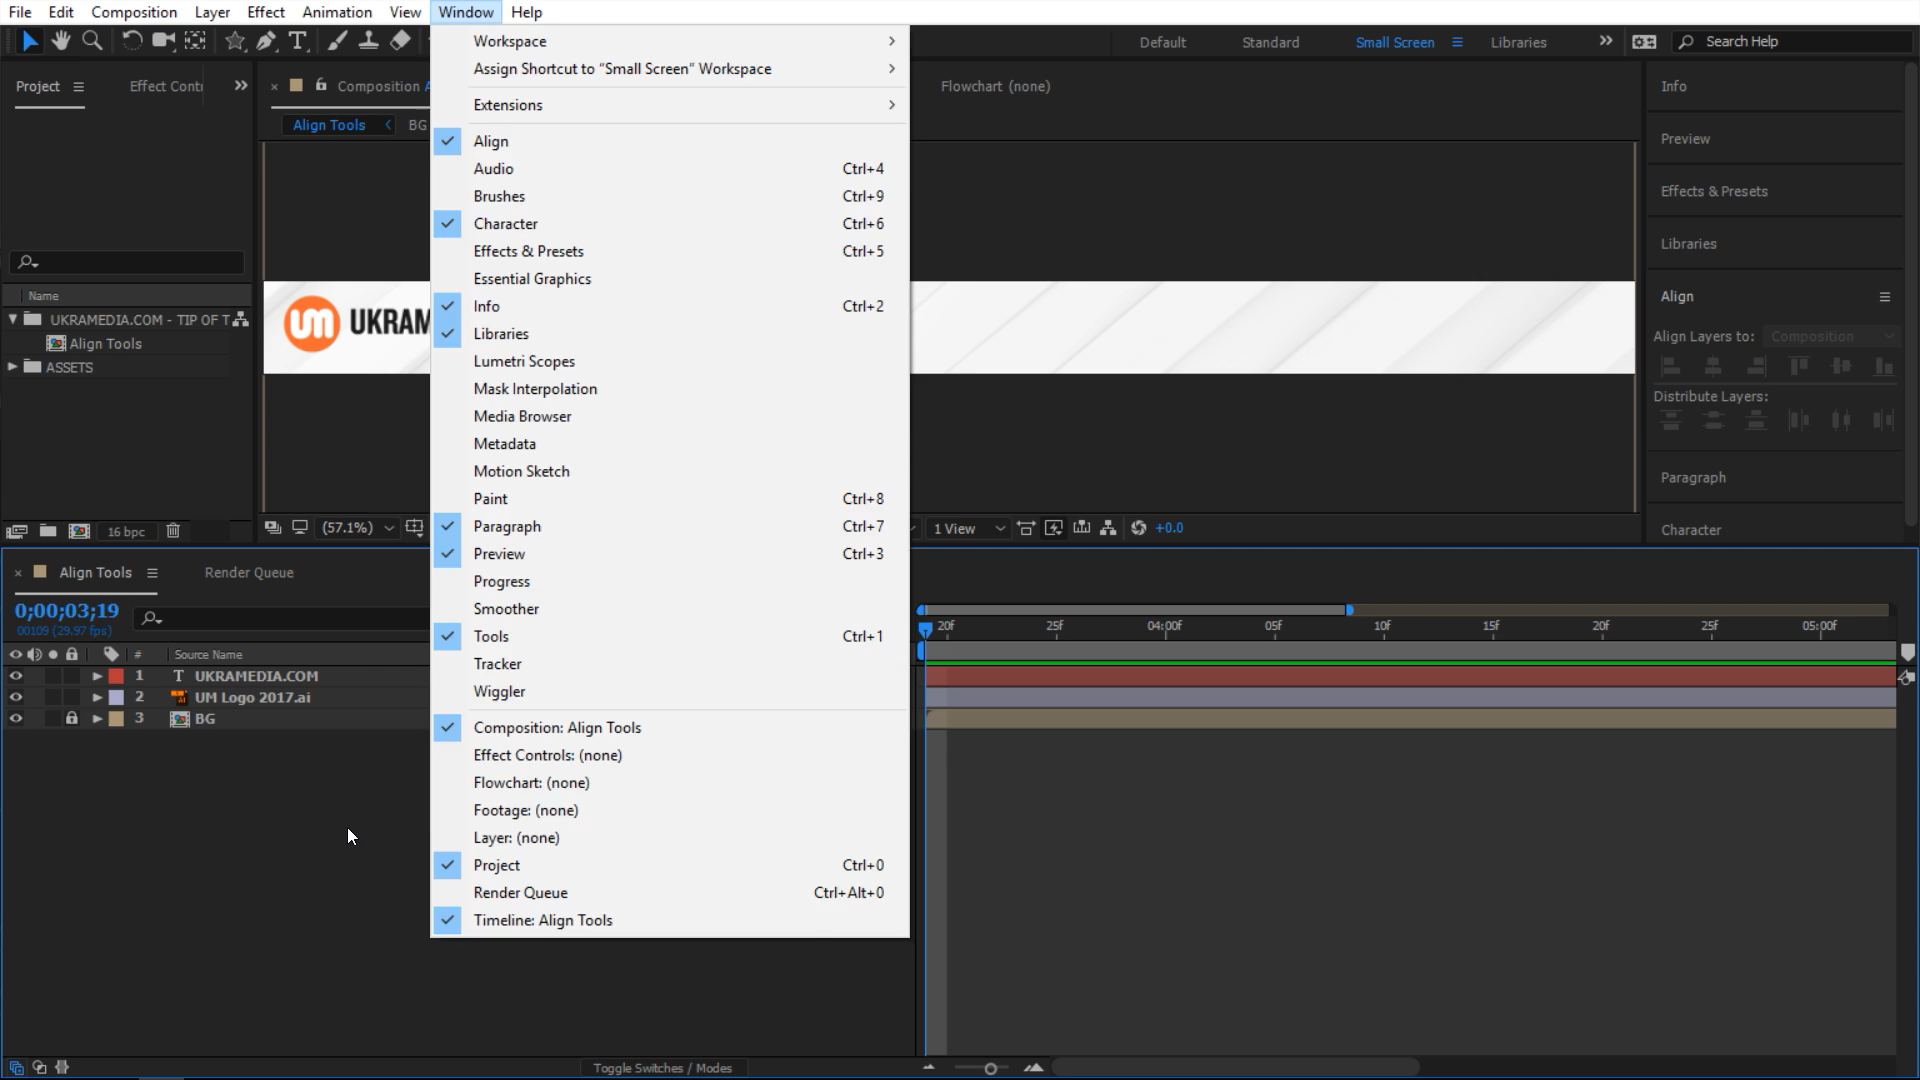 File Edit Composition Layer Effect Animation View Window Help
Default Standard Small Screen Libraries Search Help
Project Effect Cont
Composition
Flowchart (none)
Align Tools BG
Workspace
Assign Shortcut to “Small Screen” Workspace
Extensions
Align
Audio Ctrl+4
Brushes Ctrl+9
Character Ctrl+6
Effects & Presets Ctrl+5
Essential Graphics
Info Ctrl+2
Libraries
Lumetri Scopes
Mask Interpolation
Media Browser
Metadata
Motion Sketch
Paint Ctrl+8
Paragraph Ctrl+7
Preview Ctrl+3
Progress
Smoother
Tools Ctrl+1
Tracker
Wiggler
Composition: Align Tools
Effect Controls: (none)
Flowchart: (none)
Footage: (none)
Layer: (none)
Project Ctrl+0
Render Queue Ctrl+Alt+0
Timeline: Align Tools
Name
UKRAMEDIA.COM - TIP OF T
Align Tools
ASSETS
16 bpc
um UKRAM
(57.1%)
1 View +0.0
Info
Preview
Effects & Presets
Libraries
Align
Align Layers to: Composition
Distribute Layers:
Paragraph
Character
Align Tools Render Queue
0;00;03;19
00109 (29.97 fps)
# Source Name
1 T UKRAMEDIA.COM
2 UM Logo 2017.ai
3 BG
20f 25f 04:00f 05f 10f 15f 20f 25f 05:00f
Toggle Switches / Modes